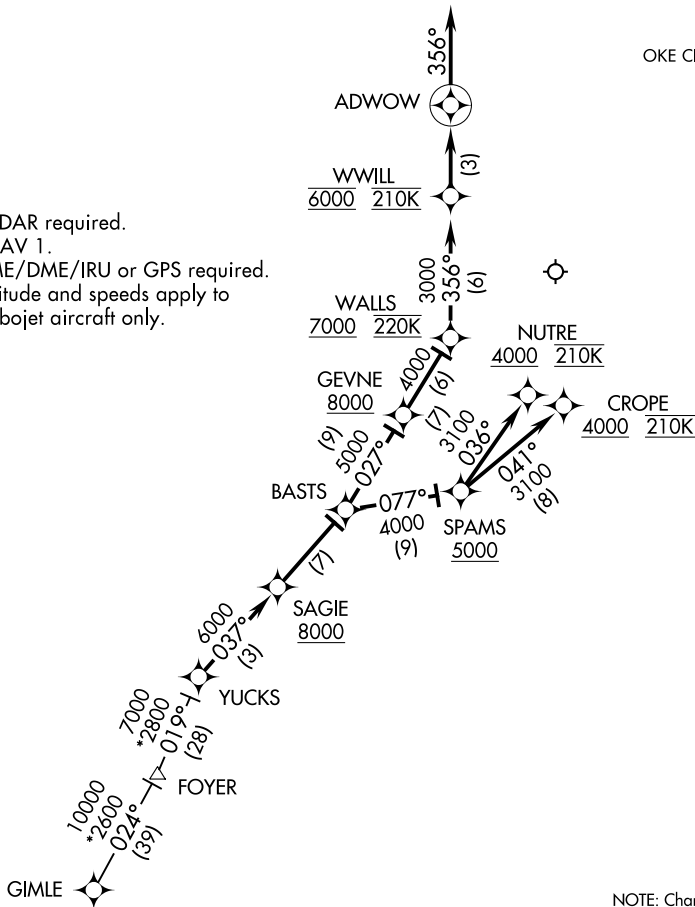 356°
OKE
ADWOW
(3)
WWILL
6000 210K
DAR required.
AV 1.
ME/DME/IRU or GPS required.
itude and speeds apply to
bojet aircraft only.
3000
356°
(6)
WALLS
7000 220K
NUTRE
4000 210K
4000
(6)
GEVNE
8000
CROPE
4000 210K
(7)
3100
036°
(9)
5000
027°
041°
3100
(8)
BASTS
077°
4000
(9)
SPAMS
5000
(7)
SAGIE
8000
6000
037°
(3)
YUCKS
7000
*2800
019°
(28)
FOYER
10000
*2600
024°
(39)
GIMLE
NOTE: